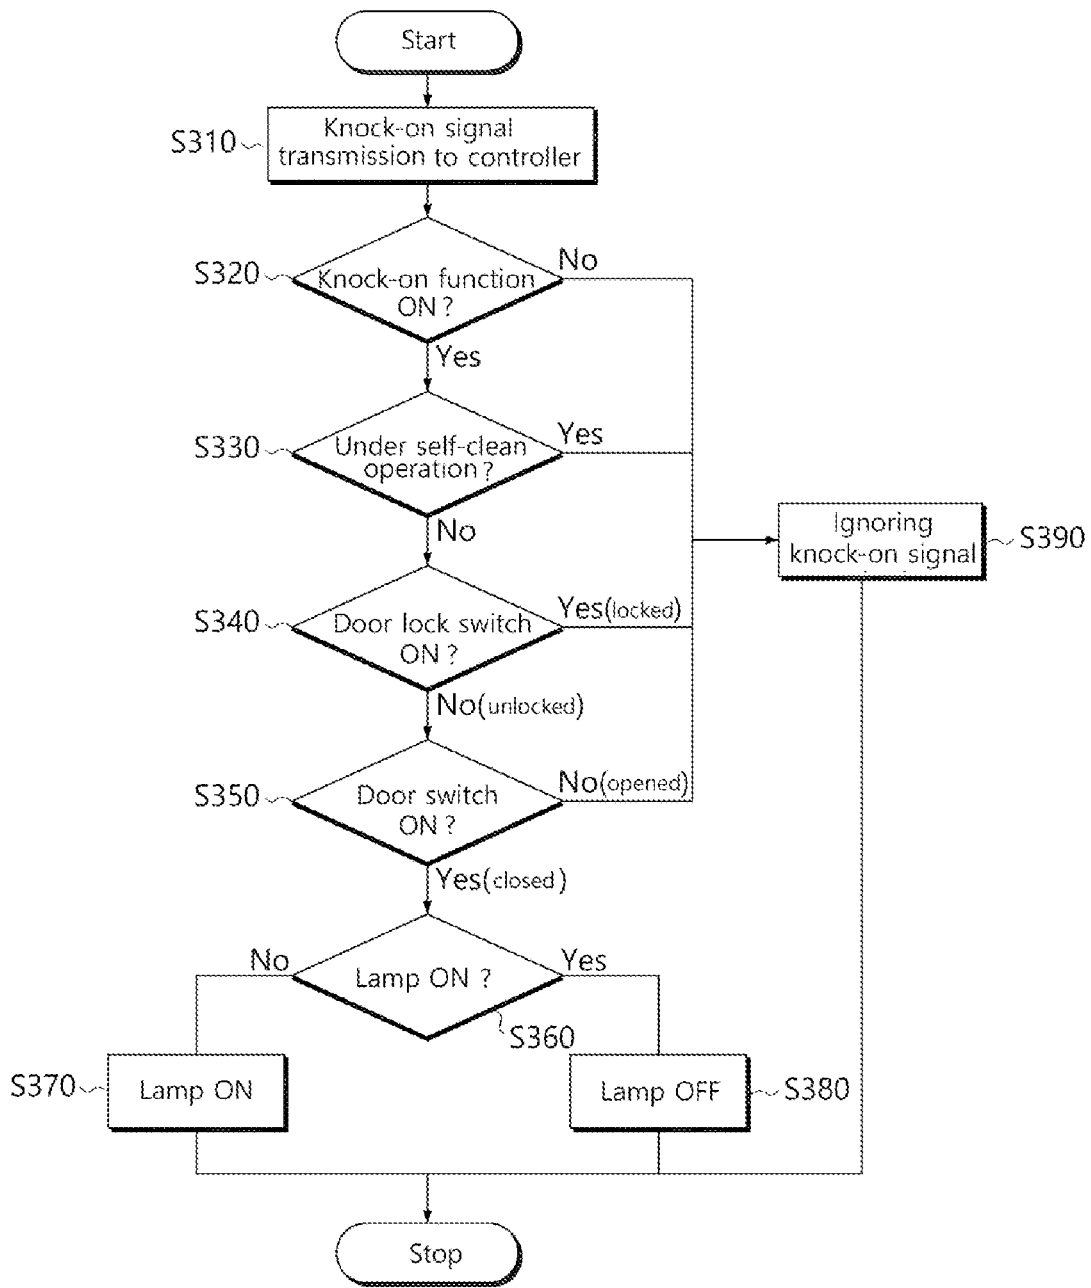 Start
S310
Knock-on signal
transmission to controller
S320
Knock-on function
ON ?
No
Yes
S330
Under self-clean
operation ?
Yes
No
Ignoring
knock-on signal
S390
S340
Door lock switch
ON ?
Yes(locked)
No(unlocked)
S350
Door switch
ON ?
No(opened)
Yes(closed)
No
Lamp ON ?
Yes
S360
S370
Lamp ON
Lamp OFF
S380
Stop